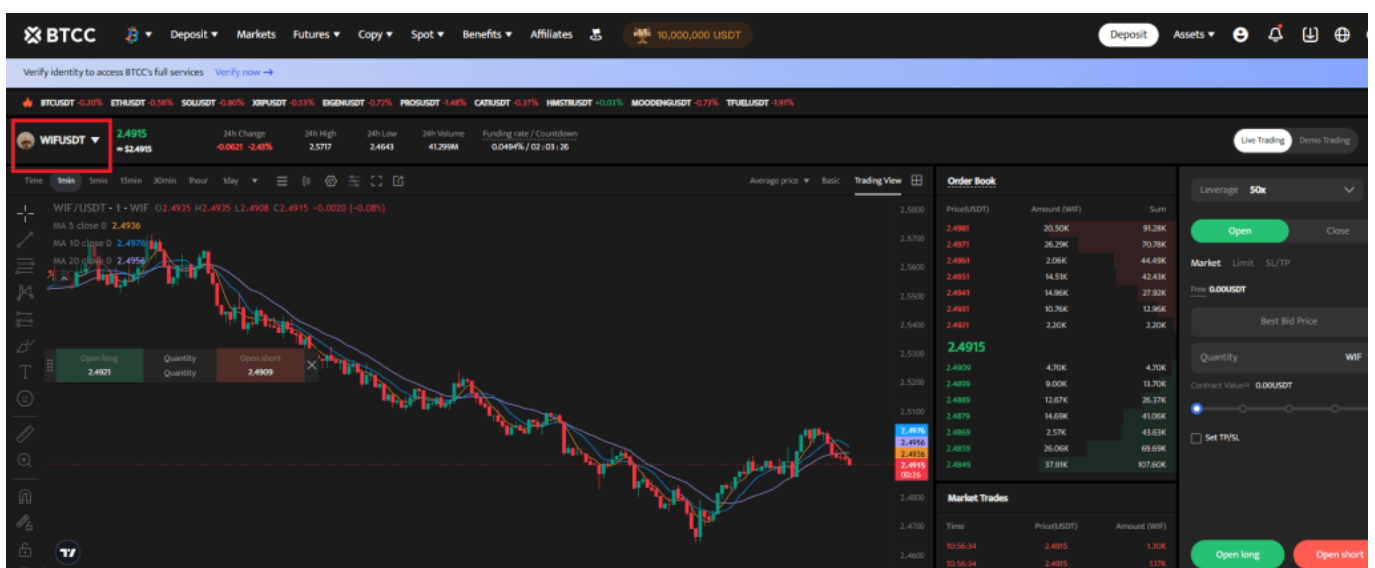 BTCC Deposit Markets Futures Copy Spot Benefits Affiliates 10,000,000 USDT Deposit Assets
Verify identity to access BTCC's full services Verify now →
BTCUSDT -0.20% ETHUSDT -0.56% SOLUSDT -0.80% XRPUSDT -0.53% EIGENUSDT -0.72% PROSUSDT -1.48% CATIUSDT -0.37% HMSTRUSDT +0.03% MOODENGUSDT -0.73% TFUELUSDT -1.91%
WIFUSDT 2.4915 24h Change 24h High 24h Low 24h Volume Funding rate / Countdown
≈ $2.4915 -0.0621 -2.43% 2.5717 2.4643 41.299M 0.0494% / 02:03:26
Live Trading Demo Trading
Time 1min 5min 15min 30min 1hour 1day Average price Basic Trading View
WIF/USDT · 1 · WIF O2.4935 H2.4935 L2.4908 C2.4915 -0.0020 (-0.08%)
MA 5 close 0 2.4936
MA 10 close 0 2.4976
MA 20 close 0 2.4956
Open long Quantity Open short
2.4921 Quantity 2.4909
2.5800
2.5700
2.5600
2.5500
2.5400
2.5300
2.5200
2.5100
2.4976
2.4956
2.4936
2.4915
00:26
2.4800
2.4700
2.4600
Order Book
Price(USDT) Amount (WIF) Sum
2.4981 20.50K 91.28K
2.4971 26.29K 70.78K
2.4961 2.06K 44.49K
2.4951 14.51K 42.43K
2.4941 14.96K 27.92K
2.4931 10.76K 12.96K
2.4921 2.20K 2.20K
2.4915
2.4909 4.70K 4.70K
2.4899 9.00K 13.70K
2.4889 12.67K 26.37K
2.4879 14.69K 41.06K
2.4869 2.57K 43.63K
2.4859 26.06K 69.69K
2.4849 37.91K 107.60K
Market Trades
Time Price(USDT) Amount (WIF)
10:56:34 2.4915 1.30K
10:56:34 2.4915 1.17K
Leverage 50x
Open Close
Market Limit SL/TP
Free 0.00USDT
Best Bid Price
Quantity WIF
Contract Value≈ 0.00USDT
Set TP/SL
Open long Open short